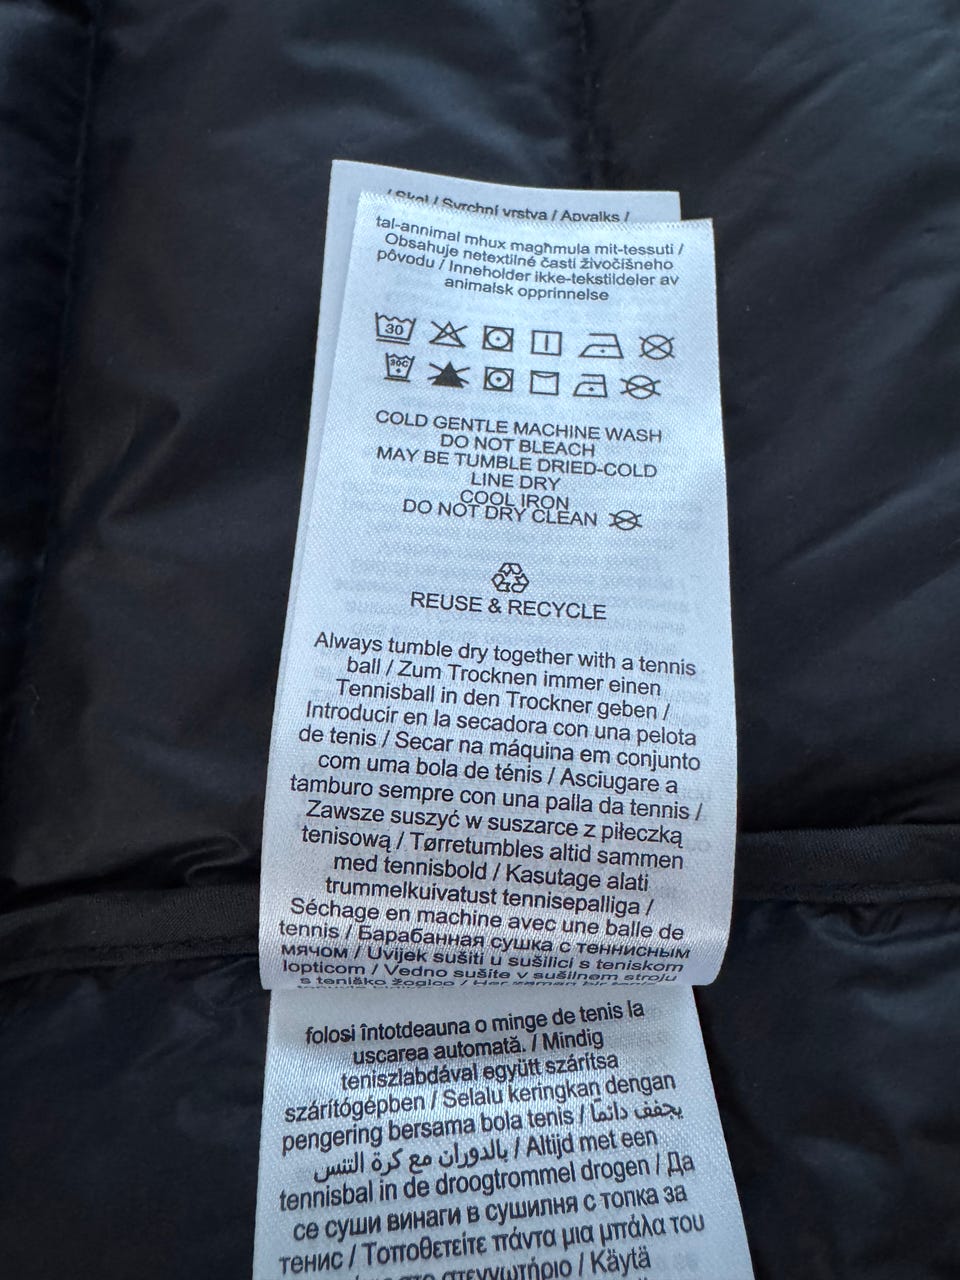 / Skal / Svrchní vrstva / Apvalks /
tal-annimal mhux magħmula mit-tessuti /
Obsahuje netextilné časti živočíšneho
pôvodu / Inneholder ikke-tekstildeler av
animalsk opprinnelse
30
30C
COLD GENTLE MACHINE WASH
DO NOT BLEACH
MAY BE TUMBLE DRIED-COLD
LINE DRY
COOL IRON
DO NOT DRY CLEAN
REUSE & RECYCLE
Always tumble dry together with a tennis
ball / Zum Trocknen immer einen
Tennisball in den Trockner geben /
Introducir en la secadora con una pelota
de tenis / Secar na máquina em conjunto
com uma bola de ténis / Asciugare a
tamburo sempre con una palla da tennis /
Zawsze suszyć w suszarce z piłeczką
tenisową / Tørretumbles altid sammen
med tennisbold / Kasutage alati
trummelkuivatust tennisepalliga /
Séchage en machine avec une balle de
tennis / Барабанная сушка с теннисным
мячом / Uvijek sušiti u sušilici s teniskom
lopticom / Vedno sušite v sušilnem stroju
s teniško žogico /
folosi întotdeauna o minge de tenis la
uscarea automată. / Mindig
teniszlabdával együtt szárítsa
szárítógépben / Selalu keringkan dengan
pengering bersama bola tenis / يجفف دائماً
بالدوران مع كرة التنس / Altijd met een
tennisbal in de droogtrommel drogen / Да
се суши винаги в сушилня с топка за
тенис / Τοποθετείτε πάντα μια μπάλα του
στεγνωτήριο / Käytä